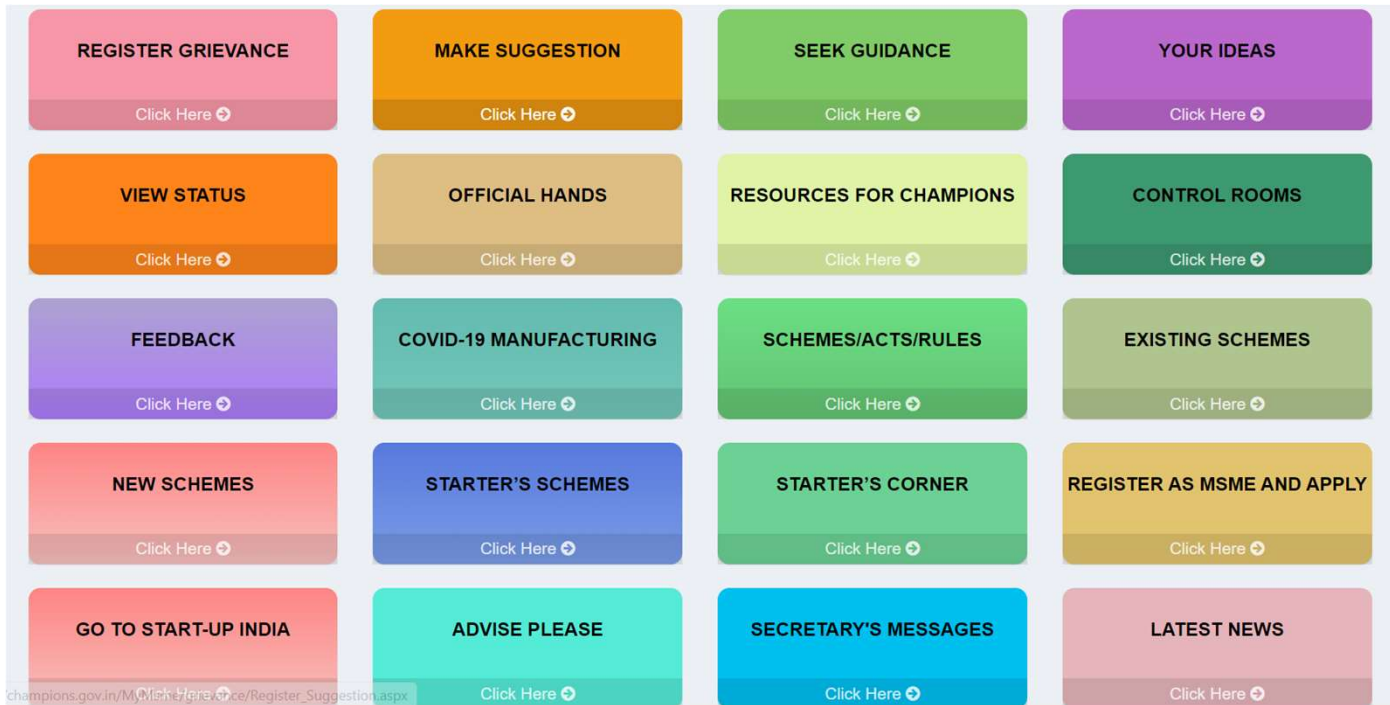 REGISTER GRIEVANCE
MAKE SUGGESTION
SEEK GUIDANCE
YOUR IDEAS
Click Here
Click Here
Click Here
Click Here
VIEW STATUS
OFFICIAL HANDS
RESOURCES FOR CHAMPIONS
CONTROL ROOMS
Click Here
Click Here
Click Here
Click Here
FEEDBACK
COVID-19 MANUFACTURING
SCHEMES/ACTS/RULES
EXISTING SCHEMES
Click Here
Click Here
Click Here
Click Here
NEW SCHEMES
STARTER'S SCHEMES
STARTER'S CORNER
REGISTER AS MSME AND APPLY
Click Here
Click Here
Click Here
Click Here
GO TO START-UP INDIA
ADVISE PLEASE
SECRETARY'S MESSAGES
LATEST NEWS
Click Here
Click Here
Click Here
Click Here